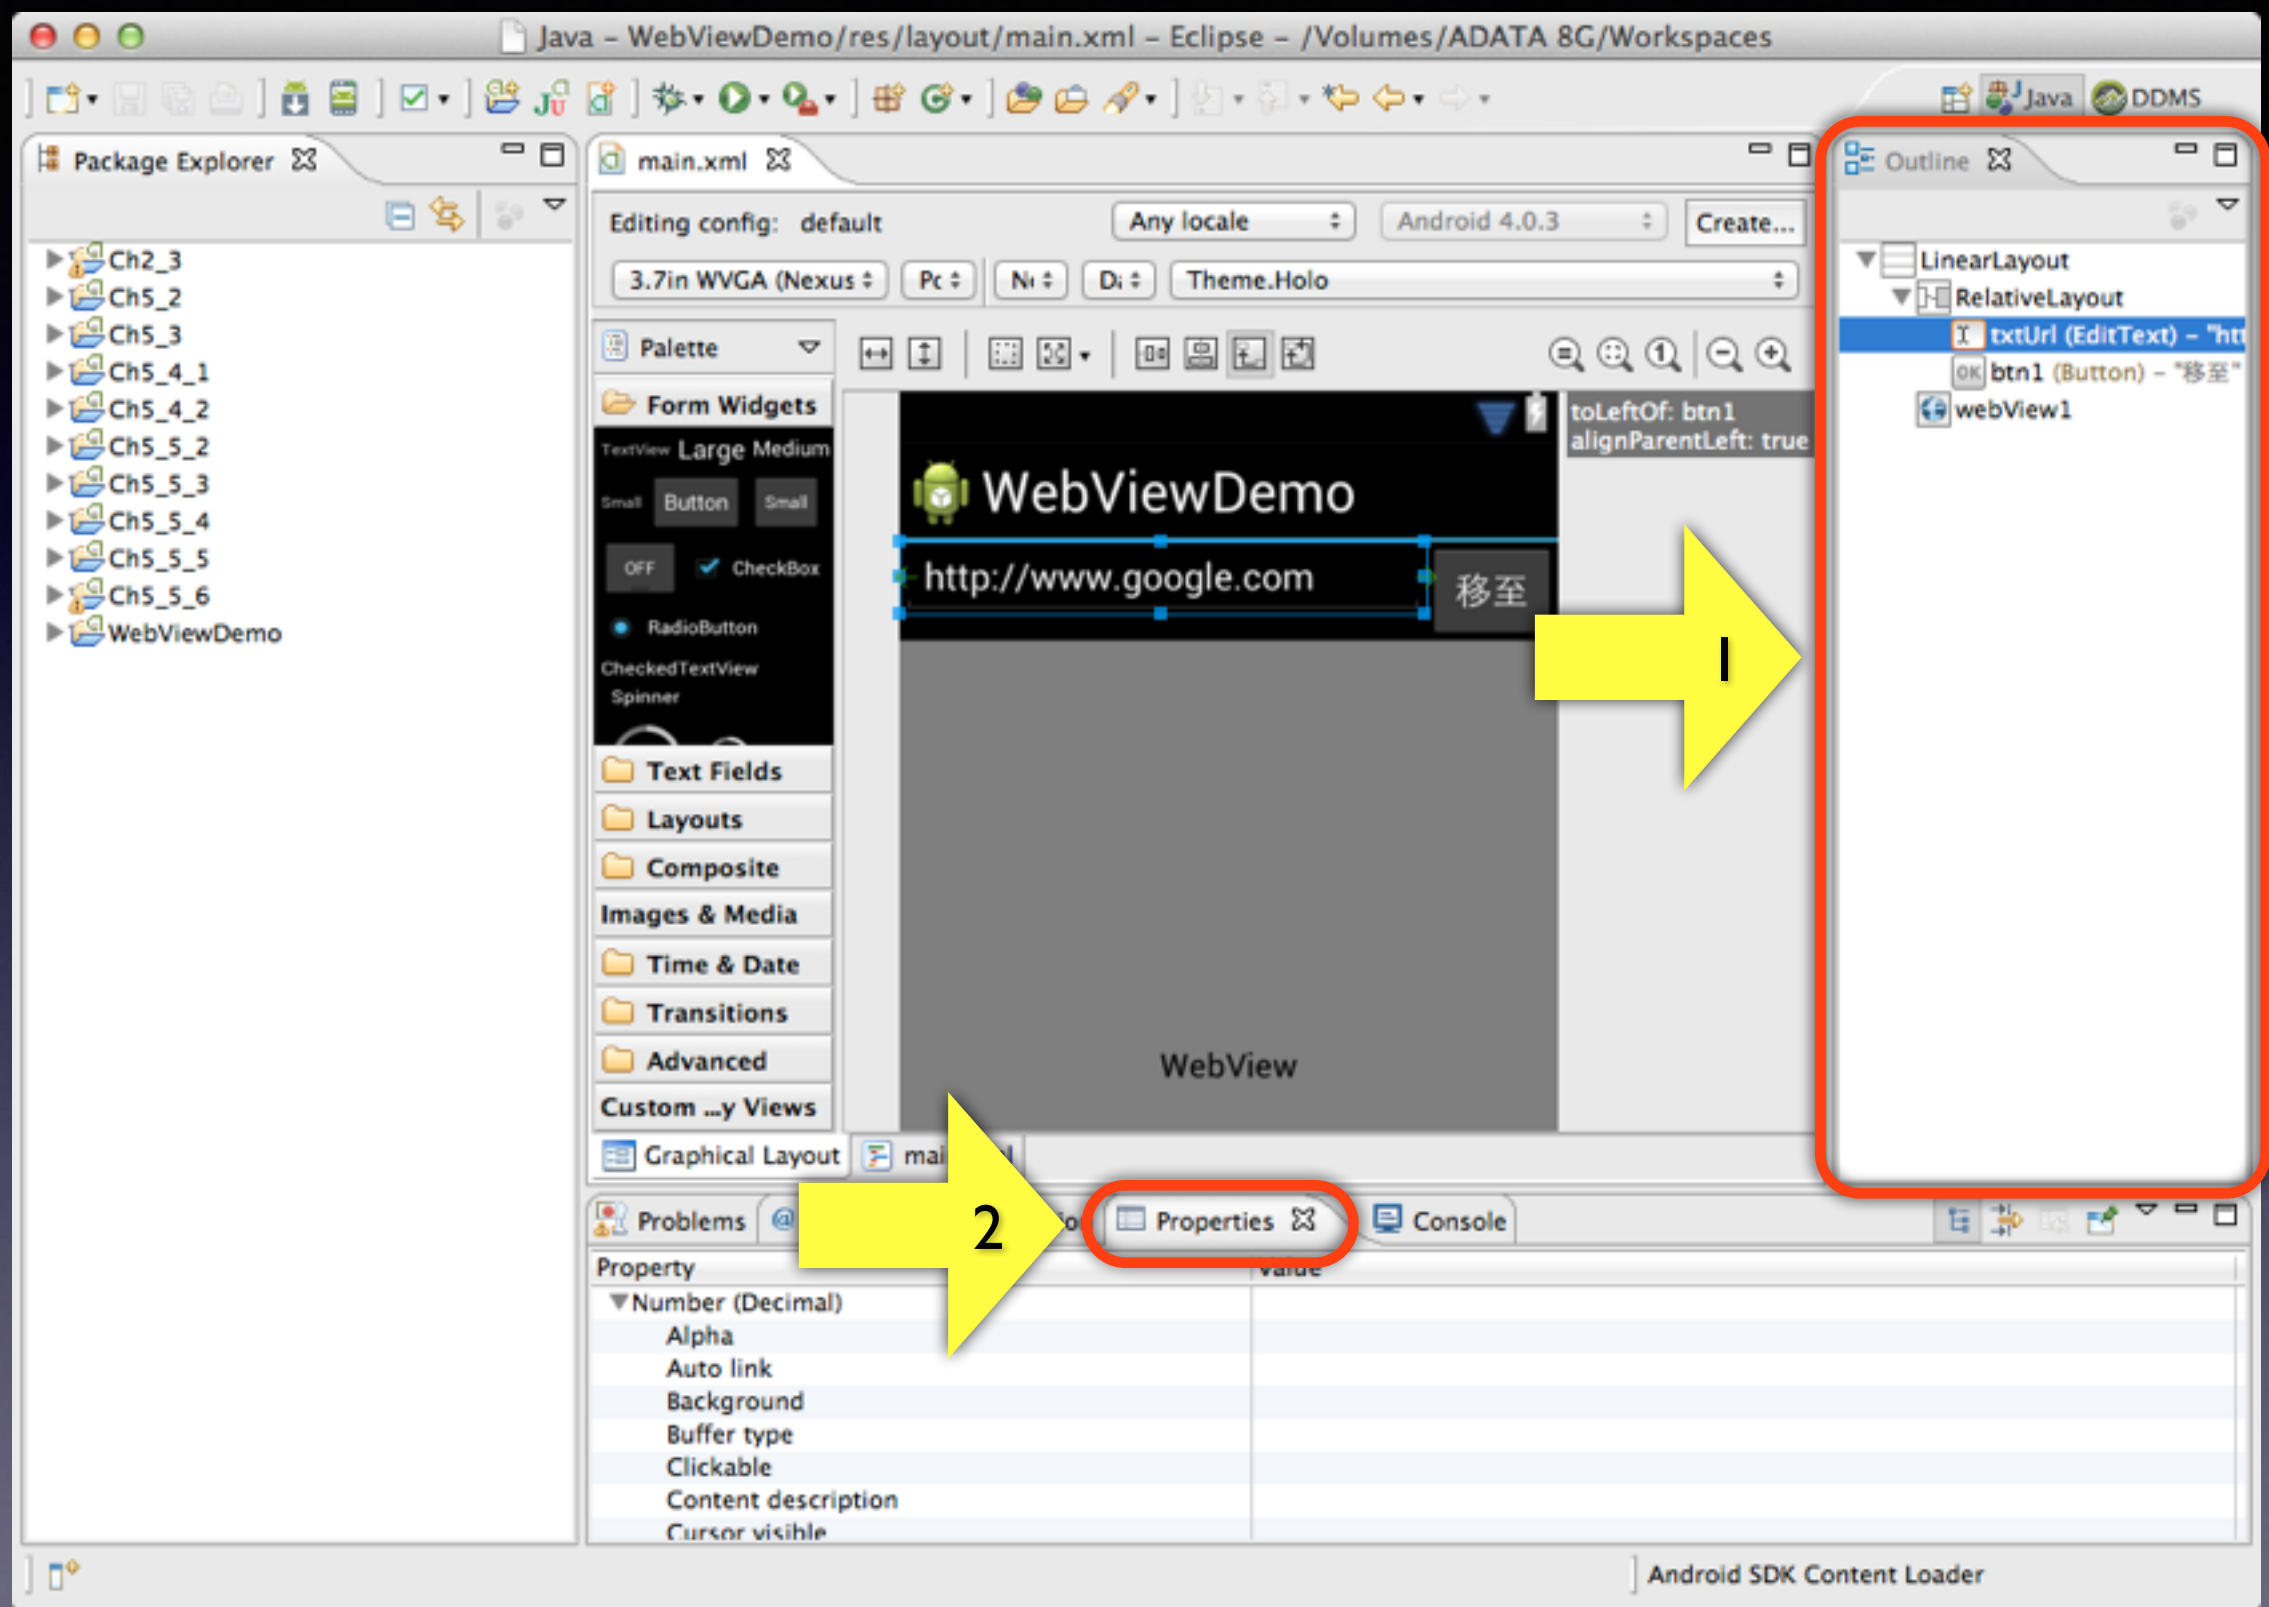 Java – WebViewDemo/res/layout/main.xml – Eclipse – /Volumes/ADATA 8G/Workspaces
Java
DDMS
Package Explorer
Ch2_3
Ch5_2
Ch5_3
Ch5_4_1
Ch5_4_2
Ch5_5_2
Ch5_5_3
Ch5_5_4
Ch5_5_5
Ch5_5_6
WebViewDemo
main.xml
Editing config: default
Any locale
Android 4.0.3
Create...
3.7in WVGA (Nexus
Theme.Holo
Palette
Form Widgets
TextView Large Medium
Small Button Small
OFF CheckBox
RadioButton
CheckedTextView
Spinner
Text Fields
Layouts
Composite
Images & Media
Time & Date
Transitions
Advanced
Custom ...y Views
WebViewDemo
http://www.google.com
移至
WebView
toLeftOf: btn1
alignParentLeft: true
1
Outline
LinearLayout
RelativeLayout
txtUrl (EditText) – "htt
btn1 (Button) – "移至"
webView1
Graphical Layout
2
Problems
@
Properties
Console
Property
Value
Number (Decimal)
Alpha
Auto link
Background
Buffer type
Clickable
Content description
Cursor visible
Android SDK Content Loader